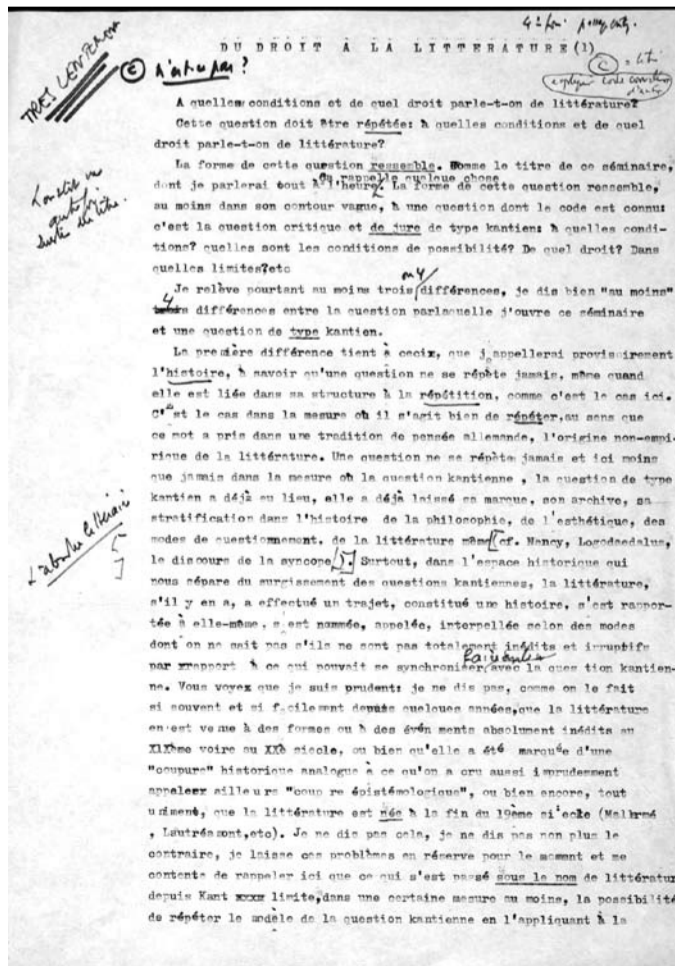 DU DROIT A LA LITTERATURE (1)
© n'est-ce pas ?
TRES LENTEMENT
A quelles conditions et de quel droit parle-t-on de littérature?
Cette question doit être répétée: à quelles conditions et de quel
droit parle-t-on de littérature?
La forme de cette question ressemble. Comme le titre de ce séminaire,
ou rappelle quelque chose
dont je parlerai tout à l'heure. La forme de cette question ressemble,
au moins dans son contour vague, à une question dont le code est connu:
c'est la question critique et de jure de type kantien: à quelles condi-
tions? quelles sont les conditions de possibilité? De quel droit? Dans
quelles limites?etc
ou 4
Je relève pourtant au moins trois différences, je dis bien "au moins"
4
trois différences entre la question parlaquelle j'ouvre ce séminaire
et une question de type kantien.
La première différence tient à cecix, que j'appellerai provisoirement
l'histoire, à savoir qu'une question ne se répète jamais, même quand
elle est liée dans sa structure à la répétition, comme c'est le cas ici.
C'est le cas dans la mesure où il s'agit bien de répéter,au sens que
ce mot a pris dans une tradition de pensée allemande, l'origine non-empi-
rique de la littérature. Une question ne se répète jamais et ici moins
que jamais dans la mesure où la question kantienne , la question de type
kantien a déjà eu lieu, elle a déjà laissé sa marque, son archive, sa
stratification dans l'histoire de la philosophie, de l'esthétique, des
modes de questionnement, de la littérature même [cf. Nancy, Logodaedalus,
le discours de la syncope]. Surtout, dans l'espace historique qui
nous sépare du surgissement des questions kantiennes, la littérature,
s'il y en a, a effectué un trajet, constitué une histoire, s'est rappor-
tée à elle-même, s'est nommée, appelée, interpellée selon des modes
dont on ne sait pas s'ils ne sont pas totalement inédits et irruptifs
par xrapport à ce qui pouvait se synchroniser avec la ques tion kantien-
ne. Vous voyez que je suis prudent: je ne dis pas, comme on le fait
si souvent et si facilement depuis quelques années,que la littérature
en est venue à des formes ou à des événements absolument inédits au
XIXème voire au XXè siècle, ou bien qu'elle a été marquée d'une
"coupure" historique analogue à ce qu'on a cru aussi imprudemment
appelerx ailleurs "coup re épistémologique", ou bien encore, tout
uniment, que la littérature est née à la fin du 19ème si'ècle (Mallarmé
, Lautréamont,etc). Je ne dis pas cela, je ne dis pas non plus le
contraire, je laisse ces problèmes en réserve pour le moment et me
contente de rappeler ici que ce qui s'est passé sous le nom de littératur
depuis Kant xxxx limite,dans une certaine mesure au moins, la possibilité
de répéter le modèle de la question kantienne en l'appliquant à la